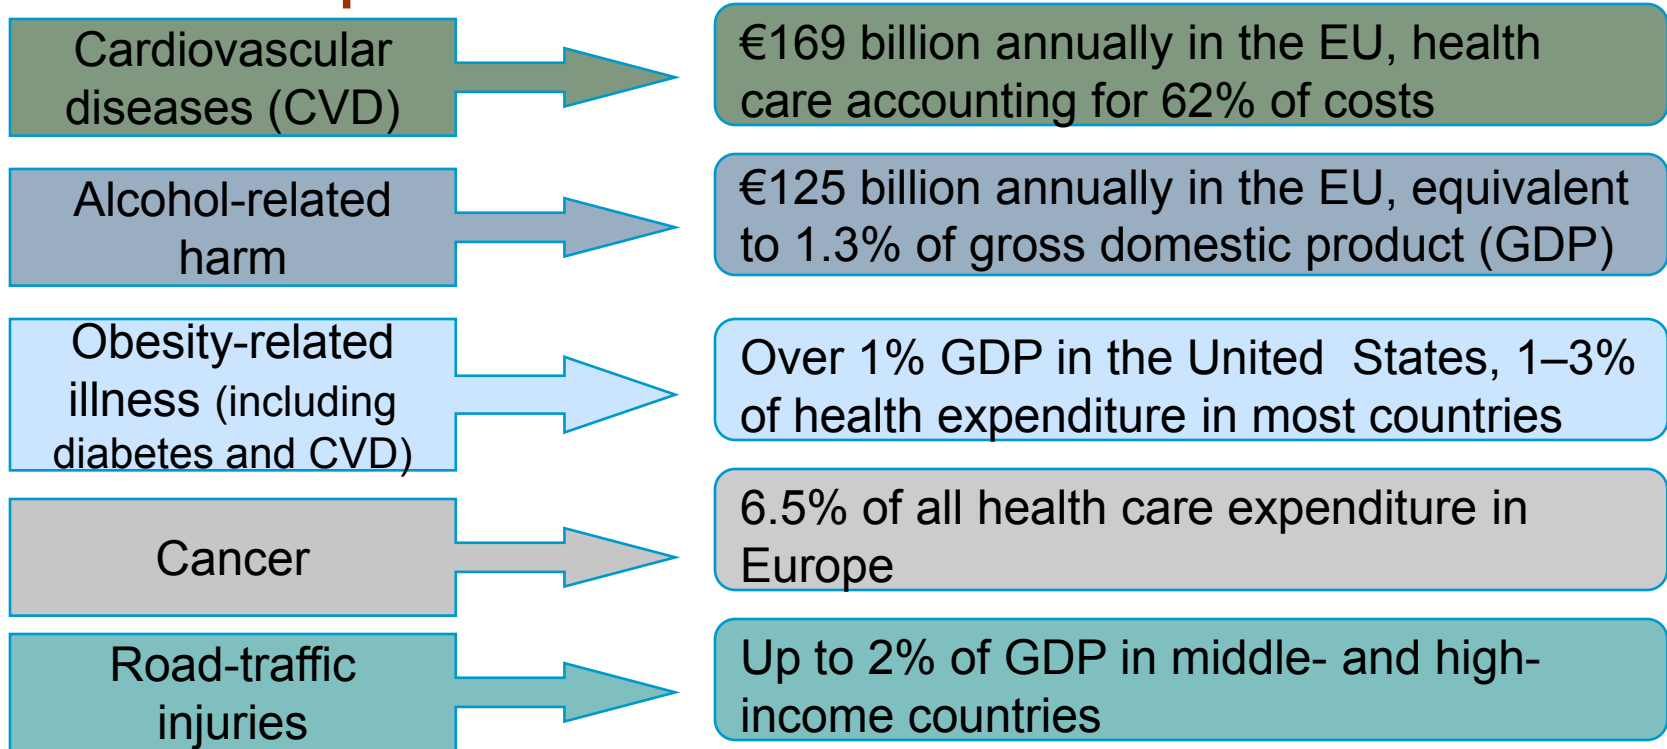 Cardiovascular
diseases (CVD)
€169 billion annually in the EU, health
care accounting for 62% of costs
Alcohol-related
harm
€125 billion annually in the EU, equivalent
to 1.3% of gross domestic product (GDP)
Obesity-related
illness (including
diabetes and CVD)
Over 1% GDP in the United  States, 1–3%
of health expenditure in most countries
Cancer
6.5% of all health care expenditure in
Europe
Road-traffic
injuries
Up to 2% of GDP in middle- and high-
income countries